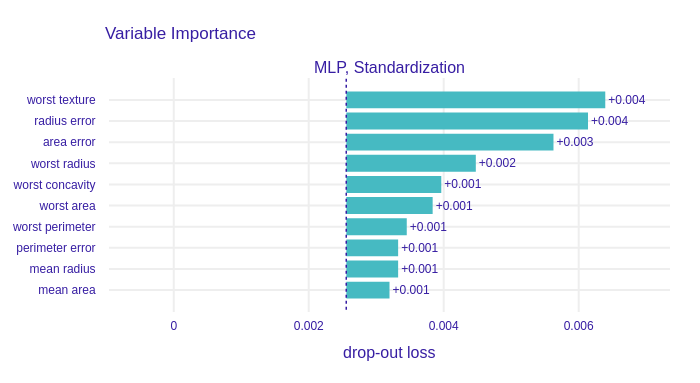 Variable Importance
MLP, Standardization
worst texture +0.004
radius error +0.004
area error +0.003
worst radius +0.002
worst concavity +0.001
worst area +0.001
worst perimeter +0.001
perimeter error +0.001
mean radius +0.001
mean area +0.001
0 0.002 0.004 0.006
drop-out loss